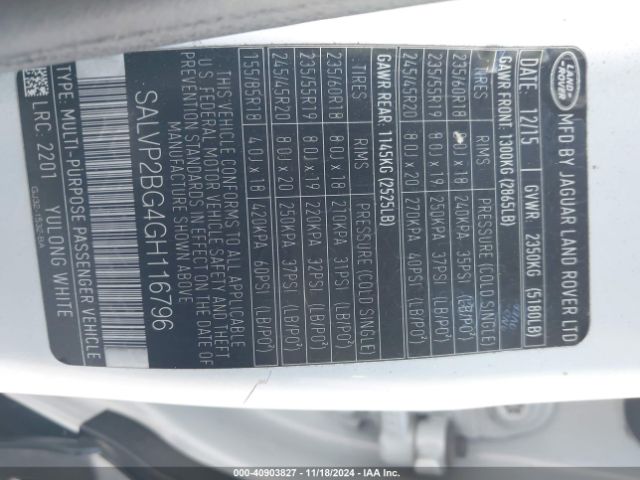 LAND ROVER
MFD BY JAGUAR LAND ROVER LTD
DATE: 12/15 GVWR 2350KG (5180LB)
GAWR FRONT: 1300KG (2865LB)
TIRES RIMS PRESSURE (COLD SINGLE)
235/60R18 8.0J x 18 240KPA 35PSI (LB/PO²)
235/55R19 8.0J x 19 250KPA 37PSI (LB/PO²)
245/45R20 8.0J x 20 270KPA 40PSI (LB/PO²)
GAWR REAR: 1145KG (2525LB)
TIRES RIMS PRESSURE (COLD SINGLE)
235/60R18 8.0J x 18 210KPA 31PSI (LB/PO²)
235/55R19 8.0J x 19 220KPA 32PSI (LB/PO²)
245/45R20 8.0J x 20 250KPA 37PSI (LB/PO²)
155/85R18 4.0J x 18 420KPA 60PSI (LB/PO²)
THIS VEHICLE CONFORMS TO ALL APPLICABLE
U S FEDERAL MOTOR VEHICLE SAFETY AND THEFT
PREVENTION STANDARDS IN EFFECT ON THE DATE OF
MANUFACTURE SHOWN ABOVE
SALVP2BG4GH116796
TYPE: MULTI-PURPOSE PASSENGER VEHICLE
LRC: 2201 YULONG WHITE
GJ32-1532-BA
00-40903827 - 11/18/2024 - IAA Inc.